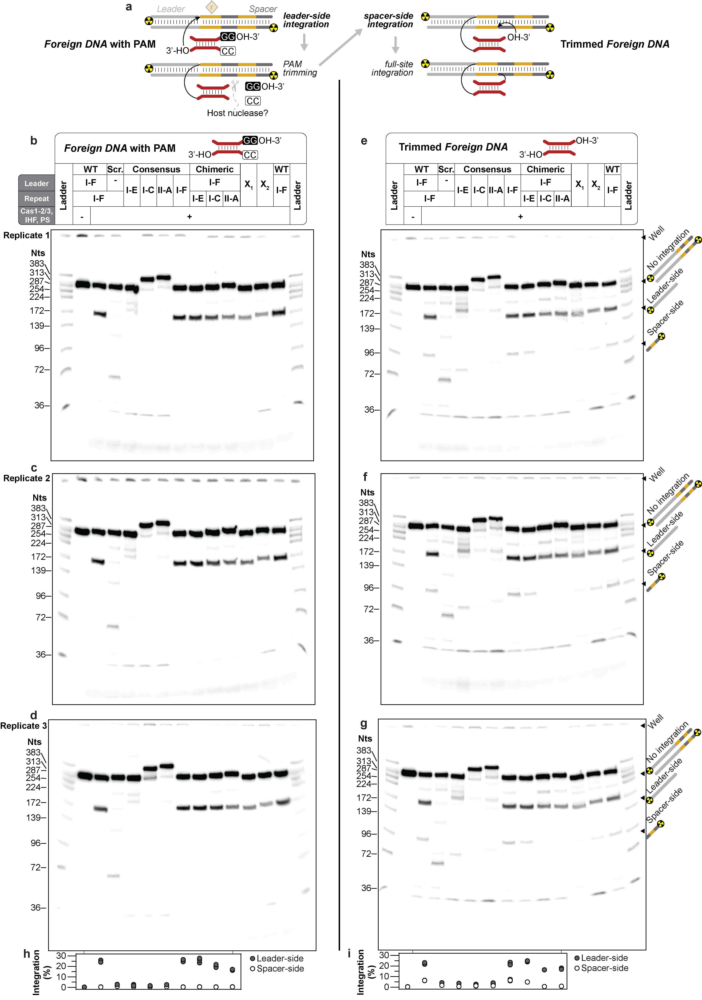 a
Leader
r
Spacer
leader-side
integration
spacer-side
integration
Foreign DNA with PAM
GG OH-3'
3'-HO
CC
OH-3'
Trimmed Foreign DNA
PAM
trimming
full-site
integration
GG OH-3'
CC
Host nuclease?
b
Foreign DNA with PAM
GG OH-3'
3'-HO
CC
Ladder
WT
Scr.
Consensus
Chimeric
WT
Leader
I-F
-
I-E
I-C
II-A
I-F
I-F
X1
X2
I-F
Ladder
Repeat
I-F
I-E
I-C
II-A
Cas1-2/3,
IHF, PS
-
+
e
Trimmed Foreign DNA
OH-3'
3'-HO
Ladder
WT
Scr.
Consensus
Chimeric
WT
I-F
-
I-E
I-C
II-A
I-F
I-F
X1
X2
I-F
Ladder
I-F
I-E
I-C
II-A
-
+
Replicate 1
Nts
383
313
287
254
224
172
139
96
72
36
Nts
383
313
287
254
224
172
139
96
72
36
Well
No integration
Leader-side
Spacer-side
c
Replicate 2
Nts
383
313
287
254
224
172
139
96
72
36
f
Nts
383
313
287
254
224
172
139
96
72
36
Well
No integration
Leader-side
Spacer-side
d
Replicate 3
Nts
383
313
287
254
224
172
139
96
72
36
g
Nts
383
313
287
254
224
172
139
96
72
36
Well
No integration
Leader-side
Spacer-side
h
Integration
(%)
30
20
10
0
Leader-side
Spacer-side
i
Integration
(%)
30
20
10
0
Leader-side
Spacer-side